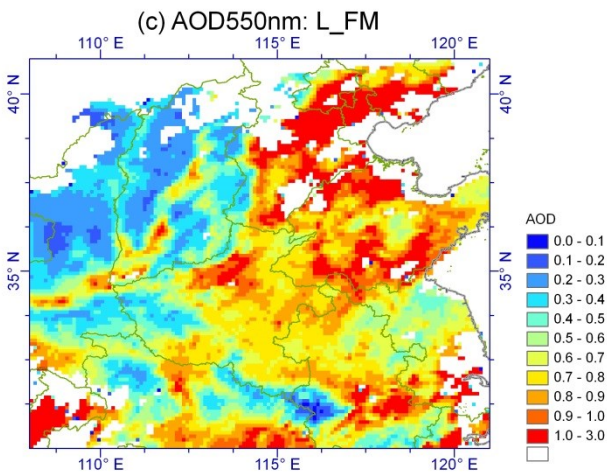 (c) AOD550nm: L_FM
110° E 115° E 120° E
40° N 40° N
35° N 35° N
AOD
0.0 - 0.1
0.1 - 0.2
0.2 - 0.3
0.3 - 0.4
0.4 - 0.5
0.5 - 0.6
0.6 - 0.7
0.7 - 0.8
0.8 - 0.9
0.9 - 1.0
1.0 - 3.0
110° E 115° E 120° E